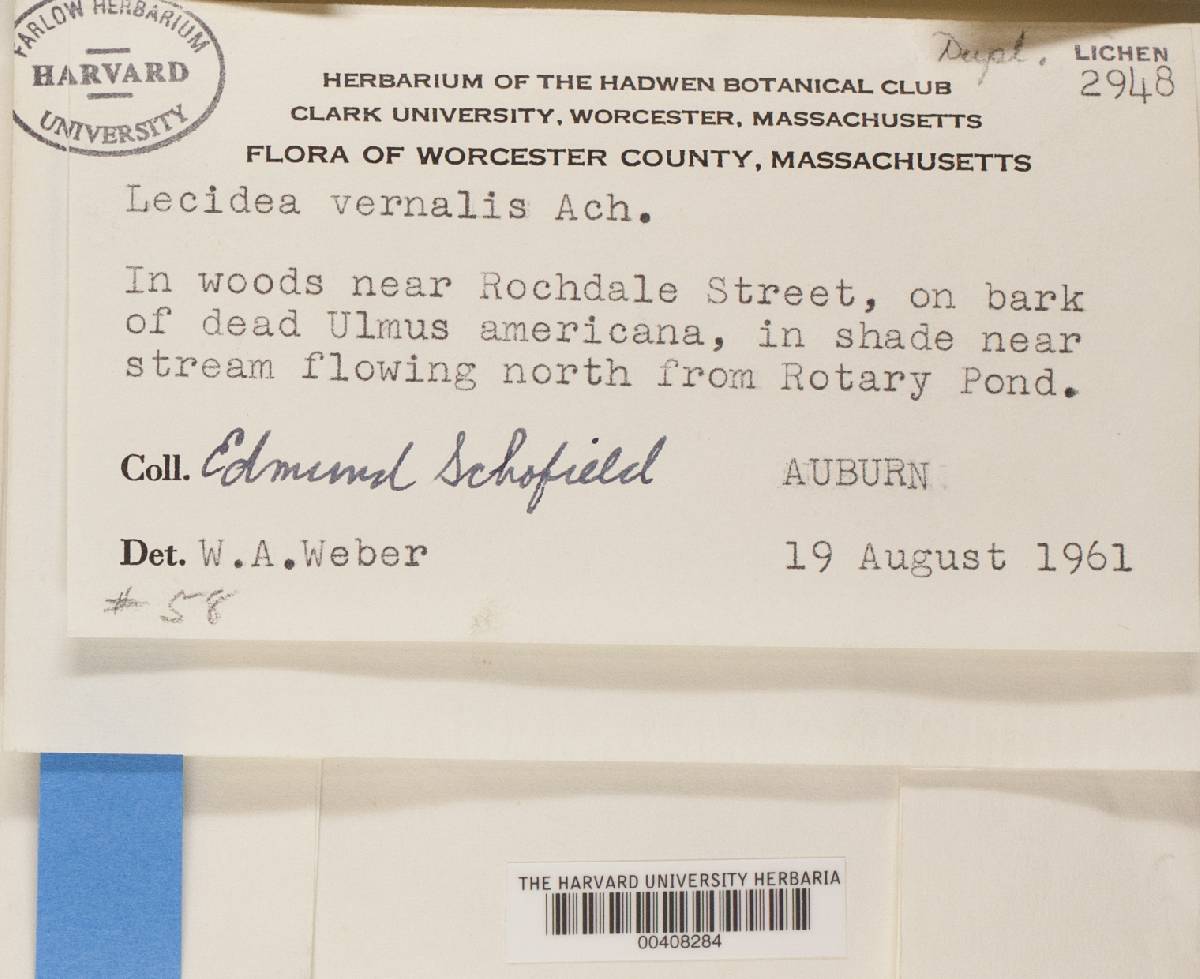 FARLOW HERBARIUM
HARVARD
UNIVERSITY
Dupl. LICHEN
2948
HERBARIUM OF THE HADWEN BOTANICAL CLUB
CLARK UNIVERSITY, WORCESTER, MASSACHUSETTS
FLORA OF WORCESTER COUNTY, MASSACHUSETTS
Lecidea vernalis Ach.
In woods near Rochdale Street, on bark
of dead Ulmus americana, in shade near
stream flowing north from Rotary Pond.
Coll. Edmund Schofield AUBURN
Det. W.A.Weber 19 August 1961
# 58
THE HARVARD UNIVERSITY HERBARIA
00408284